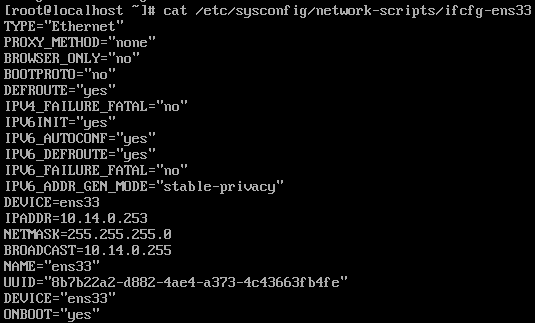 [root@localhost ~]# cat /etc/sysconfig/network-scripts/ifcfg-ens33
TYPE="Ethernet"
PROXY_METHOD="none"
BROWSER_ONLY="no"
BOOTPROTO="no"
DEFROUTE="yes"
IPV4_FAILURE_FATAL="no"
IPV6INIT="yes"
IPV6_AUTOCONF="yes"
IPV6_DEFROUTE="yes"
IPV6_FAILURE_FATAL="no"
IPV6_ADDR_GEN_MODE="stable-privacy"
DEVICE=ens33
IPADDR=10.14.0.253
NETMASK=255.255.255.0
BROADCAST=10.14.0.255
NAME="ens33"
UUID="8b7b22a2-d882-4ae4-a373-4c43663fb4fe"
DEVICE="ens33"
ONBOOT="yes"